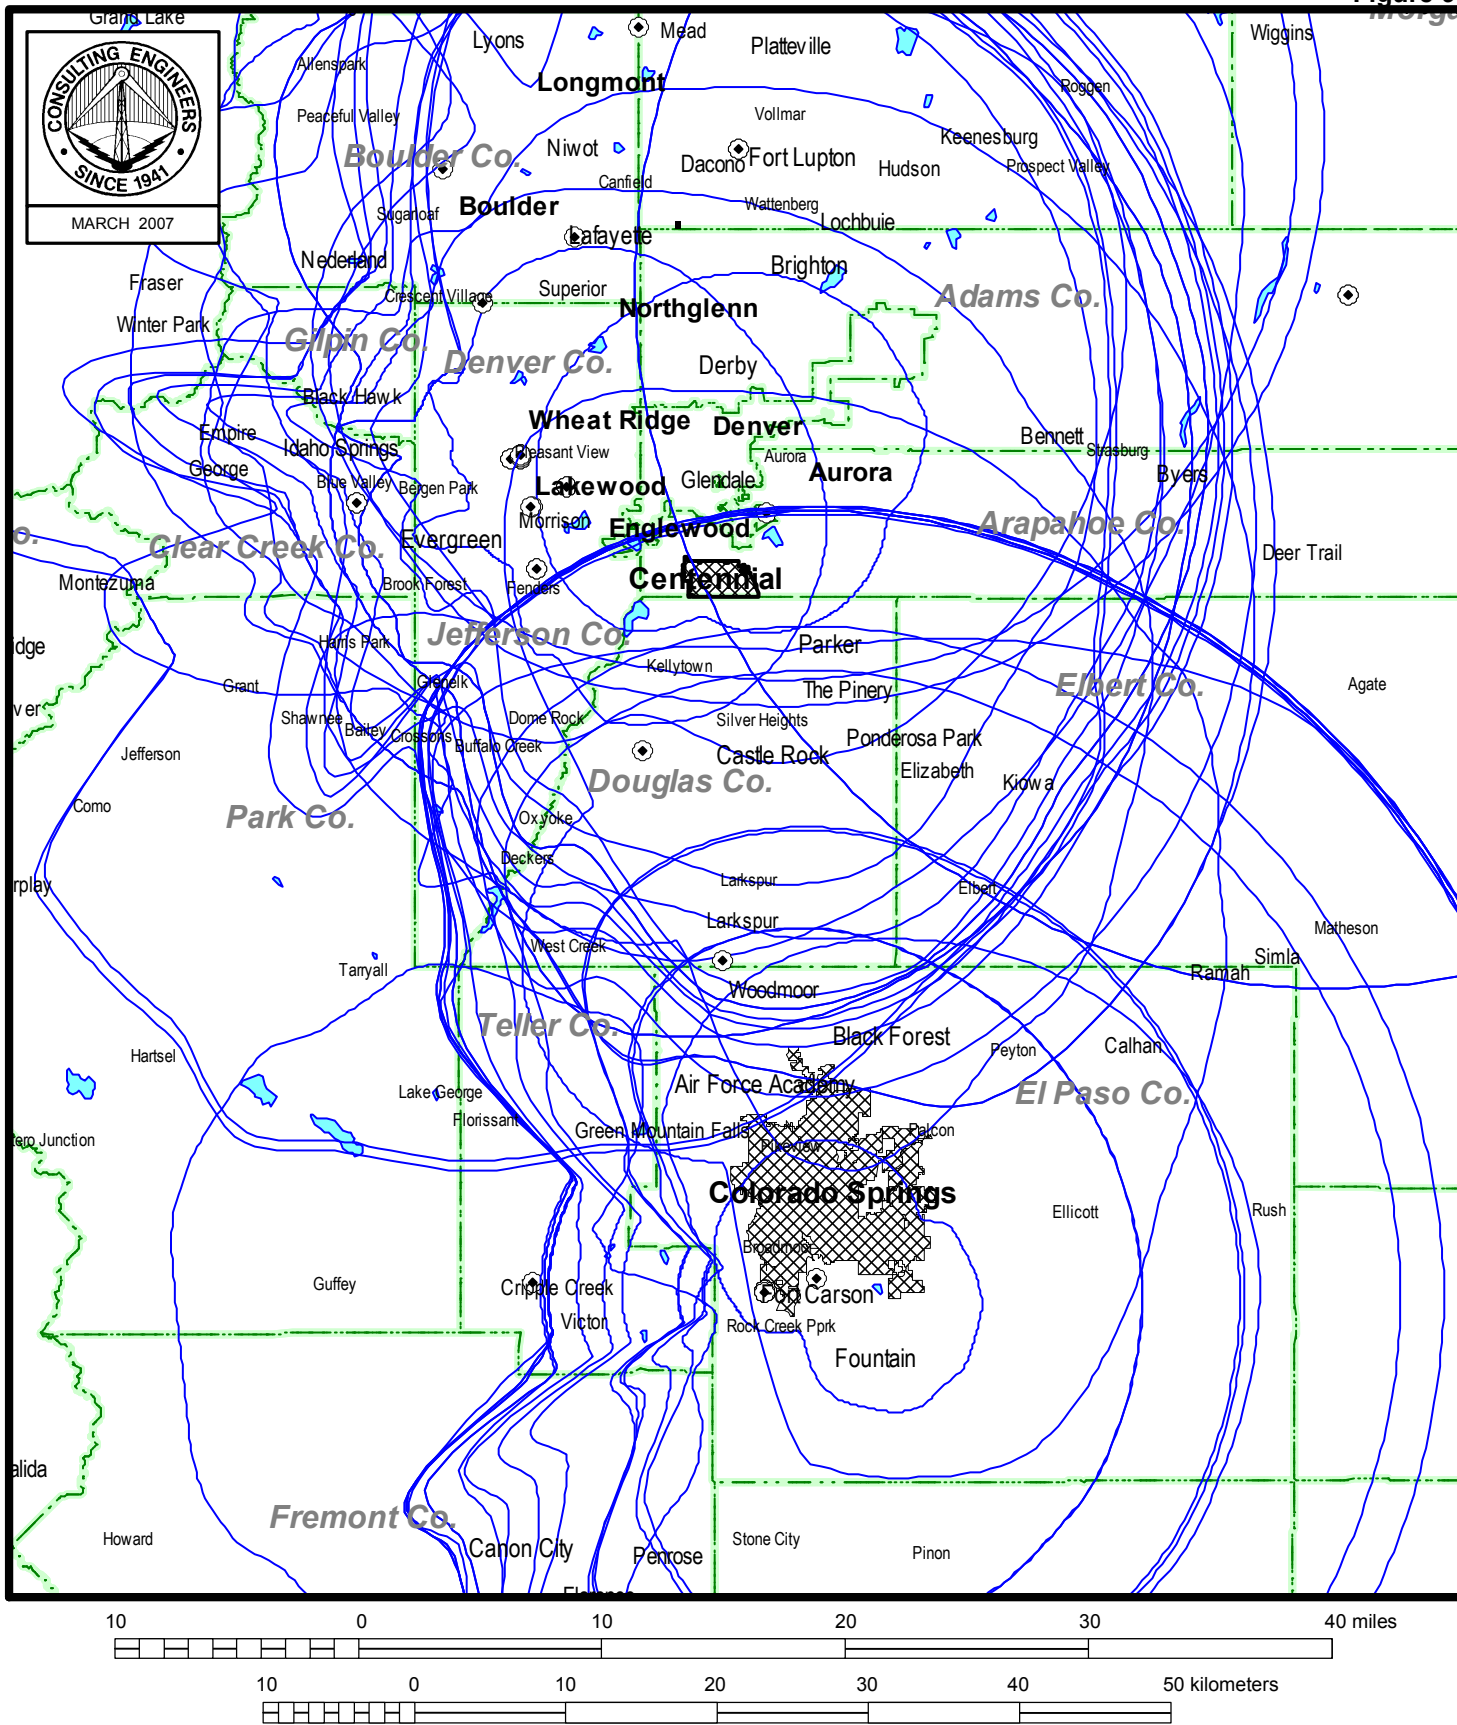 Grand Lake
Lyons
Mead
Platteville
Wiggins
CONSULTING ENGINEERS
• SINCE 1941 •
MARCH 2007
Allenspark
Longmont
Roggen
Peaceful Valley
Vollmar
Keenesburg
Boulder Co.
Niwot
Dacono
Fort Lupton
Hudson
Prospect Valley
Canfield
Sugarloaf
Boulder
Wattenberg
Lochbuie
Lafayette
Nederland
Brighton
Fraser
Crescent Village
Superior
Adams Co.
Northglenn
Winter Park
Gilpin Co.
Denver Co.
Derby
Black Hawk
Wheat Ridge
Denver
Empire
Idaho Springs
Pleasant View
Aurora
Bennett
Strasburg
George
Blue Valley
Bergen Park
Lakewood
Glendale
Aurora
Byers
Morrison
Englewood
Arapahoe Co.
o.
Clear Creek Co.
Evergreen
Deer Trail
Montezuma
Brook Forest
Fenders
Centennial
idge
Harris Park
Jefferson Co.
Parker
Kellytown
Grant
Glenelk
The Pinery
Elbert Co.
Agate
ver
Shawnee
Bailey
Crossons
Dome Rock
Silver Heights
Jefferson
Buffalo Creek
Castle Rock
Ponderosa Park
Elizabeth
Kiowa
Como
Douglas Co.
Park Co.
Oxyoke
Deckers
rplay
Larkspur
Elbert
Larkspur
Matheson
West Creek
Tarryall
Simla
Ramah
Woodmoor
Teller Co.
Black Forest
Hartsel
Peyton
Calhan
Lake George
Air Force Academy
El Paso Co.
Florissant
Green Mountain Falls
Falcon
tero Junction
Pikeview
Colorado Springs
Ellicott
Rush
Broadmoor
Guffey
Cripple Creek
Fort Carson
Victor
Rock Creek Pprk
Fountain
alida
Fremont Co.
Howard
Canon City
Penrose
Stone City
Pinon
Florence
10 0 10 20 30 40 miles
10 0 10 20 30 40 50 kilometers